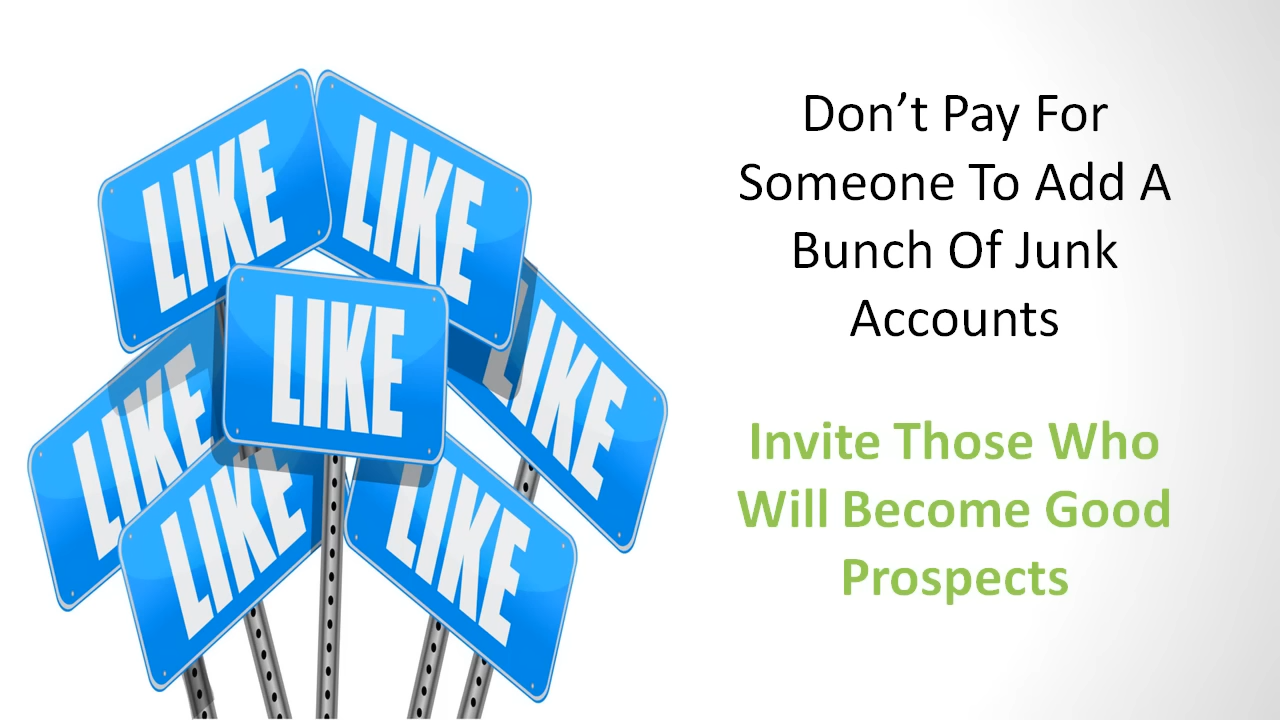 LIKE
LIKE
LIKE
LIKE
LIKE
LIKE
LIKE
Don't Pay For
Someone To Add A
Bunch Of Junk
Accounts
Invite Those Who
Will Become Good
Prospects